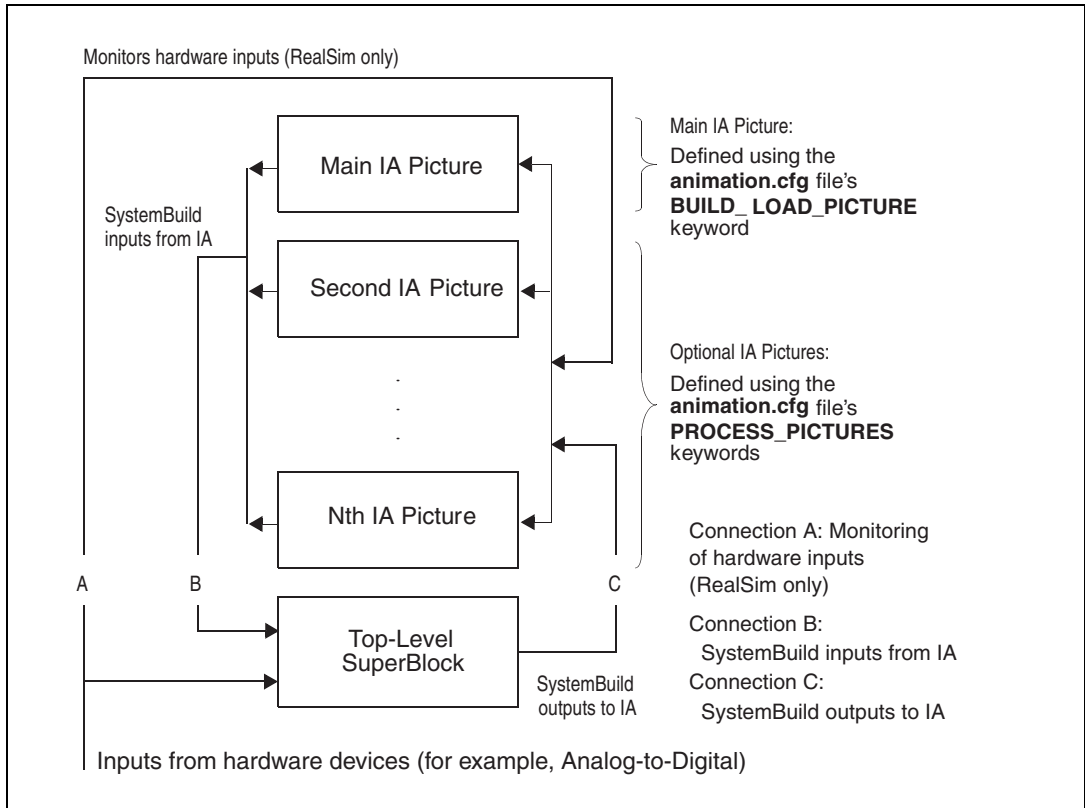 Monitors hardware inputs (RealSim only)
Main IA Picture
SystemBuild
inputs from IA
Second IA Picture
.
.
.
Nth IA Picture
A
B
C
Top-Level
SuperBlock
SystemBuild
outputs to IA
Inputs from hardware devices (for example, Analog-to-Digital)
Main IA Picture:
Defined using the
animation.cfg file's
BUILD_ LOAD_PICTURE
keyword
Optional IA Pictures:
Defined using the
animation.cfg file's
PROCESS_PICTURES
keywords
Connection A: Monitoring
of hardware inputs
(RealSim only)
Connection B:
SystemBuild inputs from IA
Connection C:
SystemBuild outputs to IA